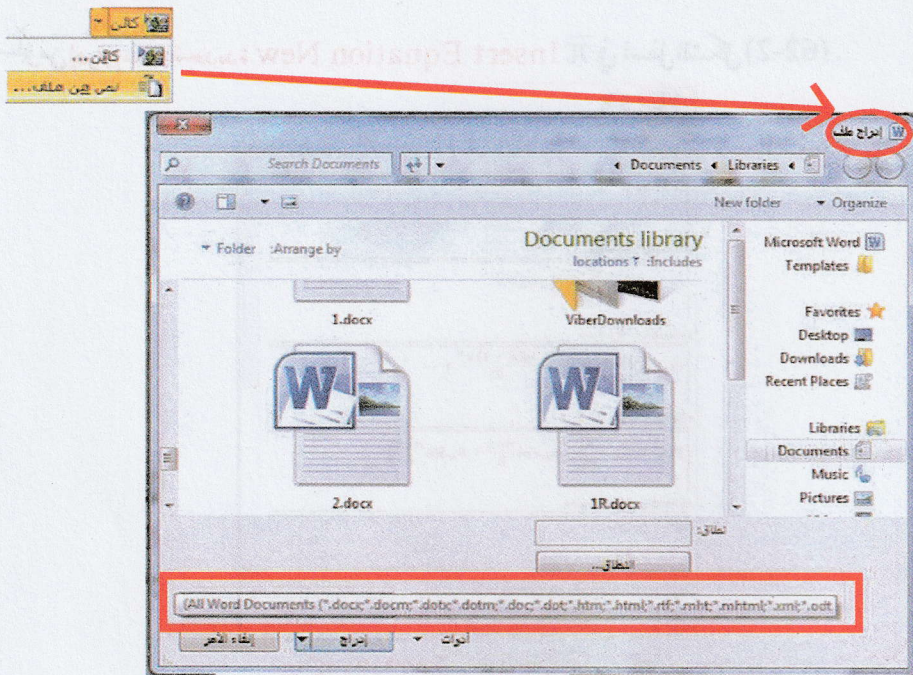 كائن
كائن...
نص من ملف...
Insert Equation New
إدراج ملف
Libraries
Documents
Search Documents
Organize
New folder
Microsoft Word
Templates
Favorites
Desktop
Downloads
Recent Places
Libraries
Documents
Music
Pictures
Documents library
Includes:
locations
Arrange by:
Folder
ViberDownloads
1.docx
1R.docx
2.docx
نطاق:
النطاق...
(All Word Documents (*.docx;*.docm;*.dotx;*.dotm;*.doc;*.dot;*.htm;*.html;*.rtf;*.mht;*.mhtml;*.xml;*.odt
أدوات
إدراج
إلغاء الأمر